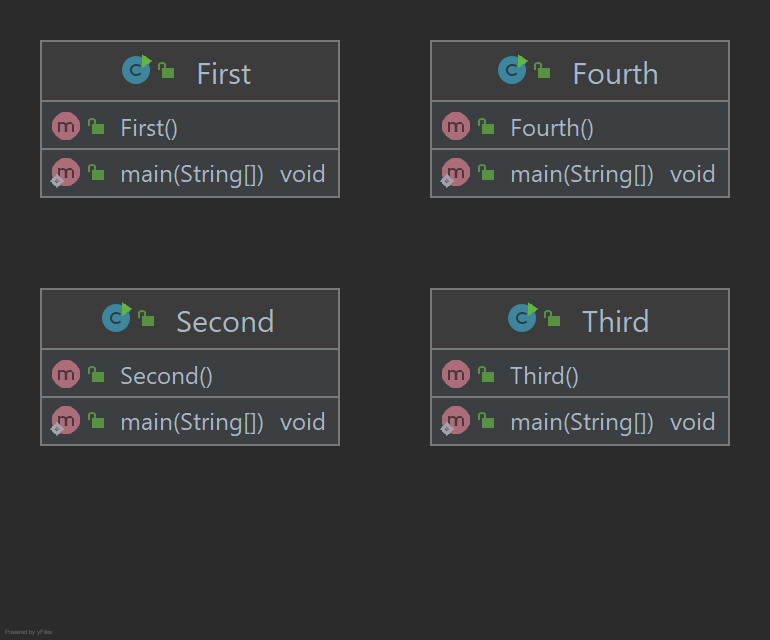 First
First()
main(String[]) void
Fourth
Fourth()
main(String[]) void
Second
Second()
main(String[]) void
Third
Third()
main(String[]) void
Powered by yFiles